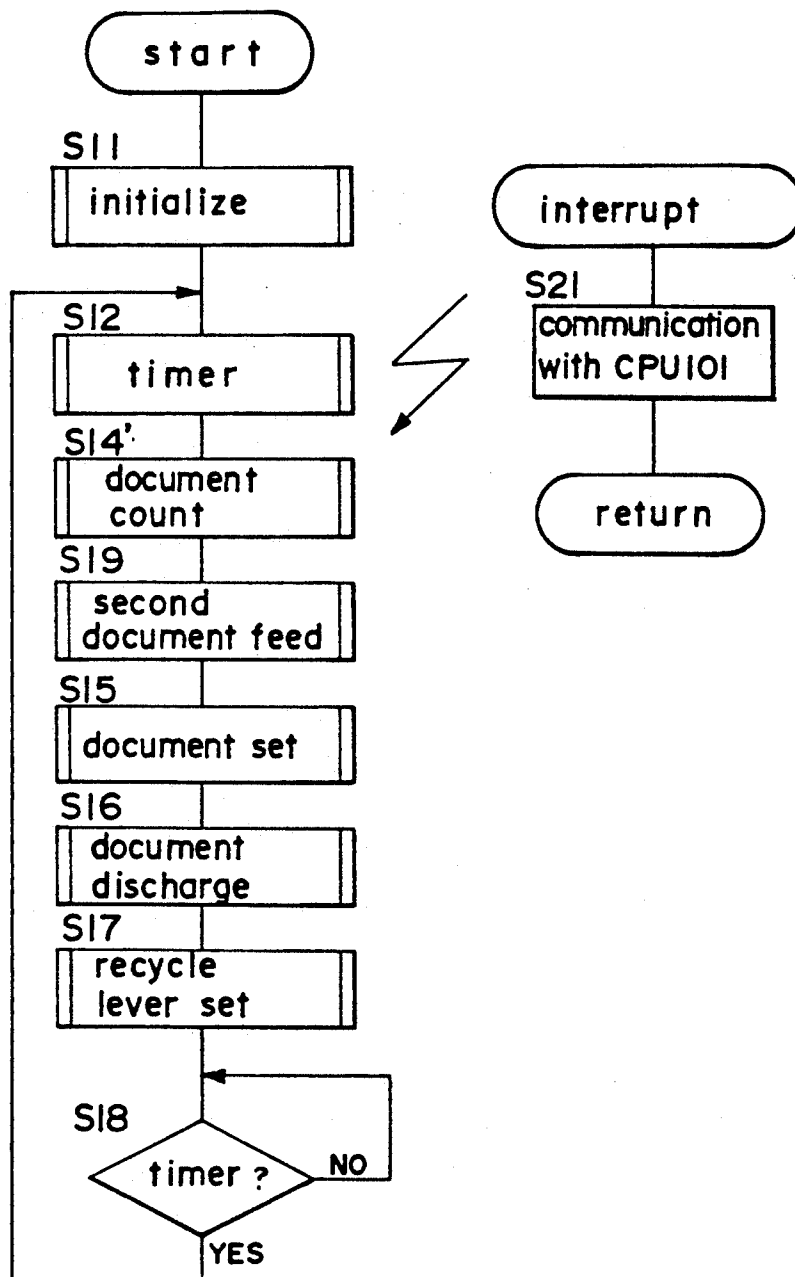 start
S11
initialize
S12
timer
S14'
document
count
S19
second
document feed
S15
document set
S16
document
discharge
S17
recycle
lever set
S18
timer ?
NO
YES
interrupt
S21
communication
with CPU101
return